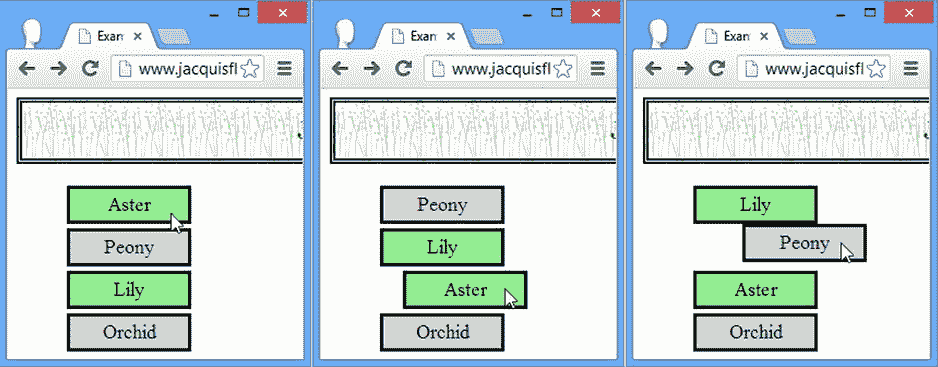 Exam
www.jacquisfl
Aster
Peony
Lily
Orchid
Exam
www.jacquisfl
Peony
Lily
Aster
Orchid
Exam
www.jacquisfl
Lily
Peony
Aster
Orchid